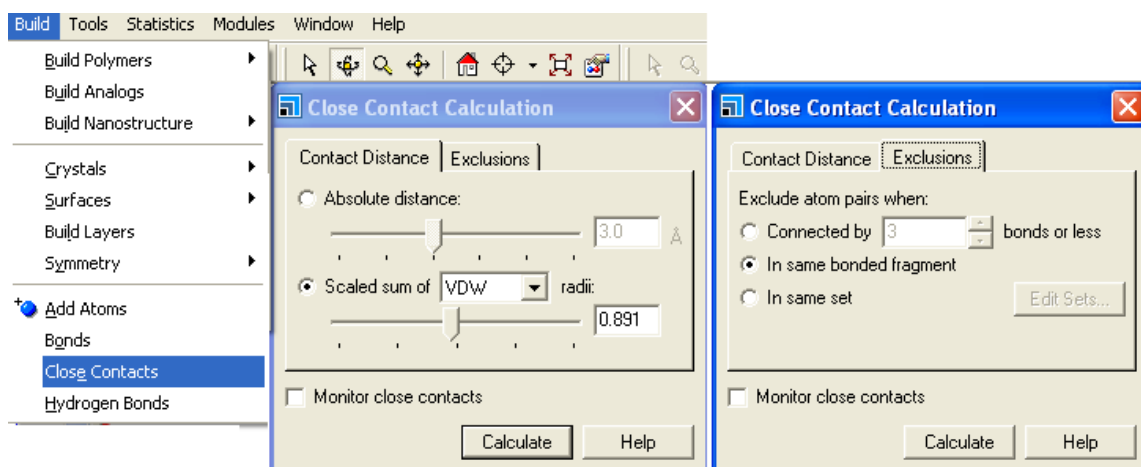 Build Tools Statistics Modules Window Help
Build Polymers
Build Analogs
Build Nanostructure
Crystals
Surfaces
Build Layers
Symmetry
Add Atoms
Bonds
Close Contacts
Hydrogen Bonds
Close Contact Calculation
Contact Distance Exclusions
Absolute distance:
3.0 Å
Scaled sum of VDW radii:
0.891
Monitor close contacts
Calculate Help
Close Contact Calculation
Contact Distance Exclusions
Exclude atom pairs when:
Connected by 3 bonds or less
In same bonded fragment
In same set Edit Sets...
Monitor close contacts
Calculate Help